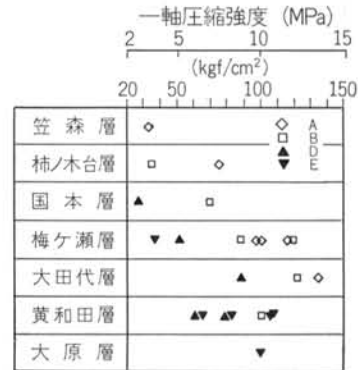 一軸圧縮強度 (MPa)
2 5 10 15
(kgf/cm²)
20 50 100 150
笠森層
A
B
柿ノ木台層
D
E
国本層
梅ケ瀬層
大田代層
黄和田層
大原層